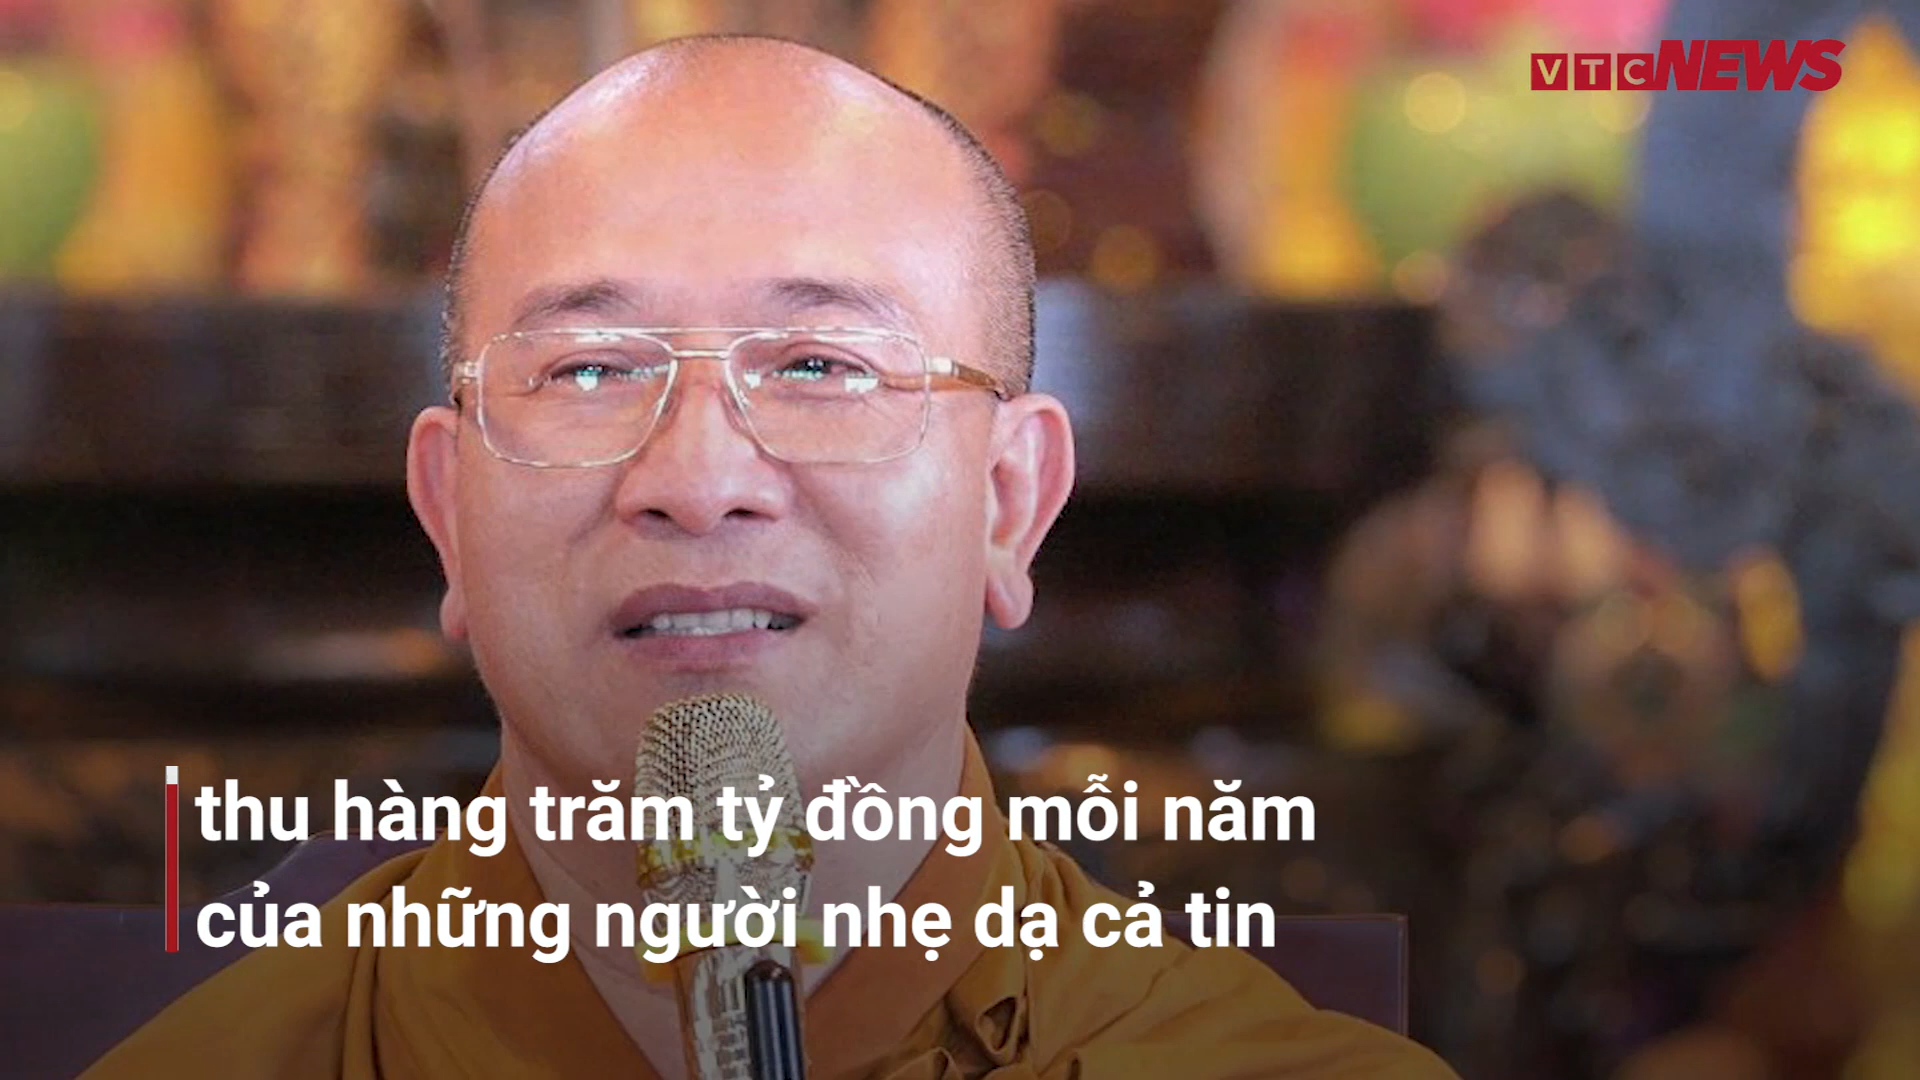 VTC NEWS
thu hàng trăm tỷ đồng mỗi năm
của những người nhẹ dạ cả tin